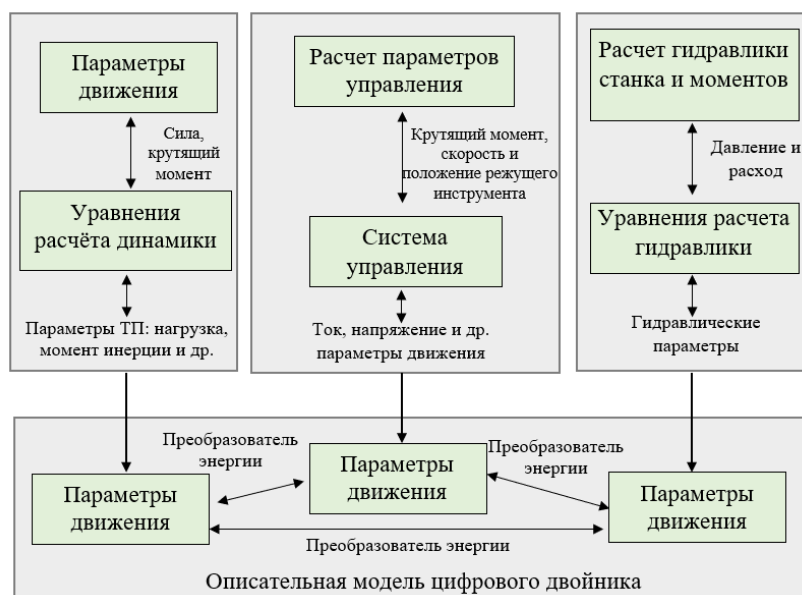 Параметры
движения
Сила,
крутящий
момент
Уравнения
расчёта динамики
Параметры ТП: нагрузка,
момент инерции и др.
Расчет параметров
управления
Крутящий момент,
скорость и
положение режущего
инструмента
Система
управления
Ток, напряжение и др.
параметры движения
Расчет гидравлики
станка и моментов
Давление и
расход
Уравнения расчета
гидравлики
Гидравлические
параметры
Преобразователь
энергии
Преобразователь
энергии
Параметры
движения
Параметры
движения
Параметры
движения
Преобразователь энергии
Описательная модель цифрового двойника